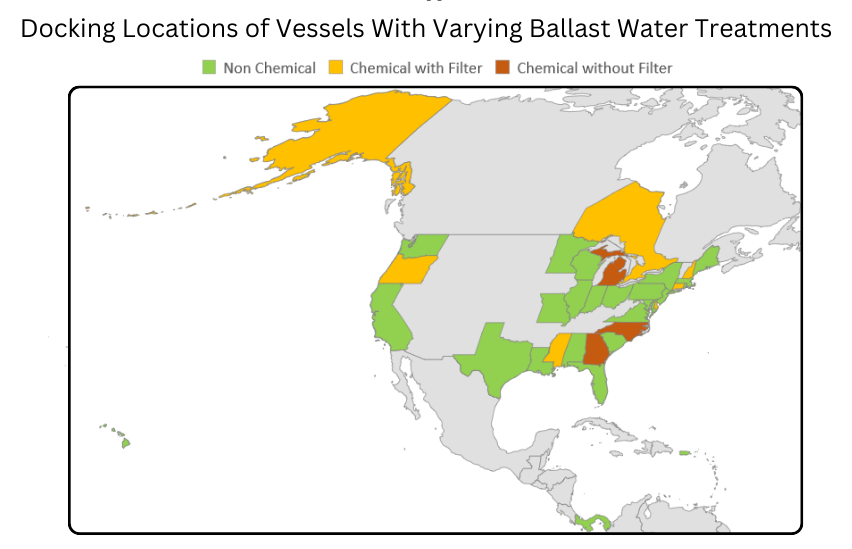 Docking Locations of Vessels With Varying Ballast Water Treatments
Non Chemical Chemical with Filter Chemical without Filter